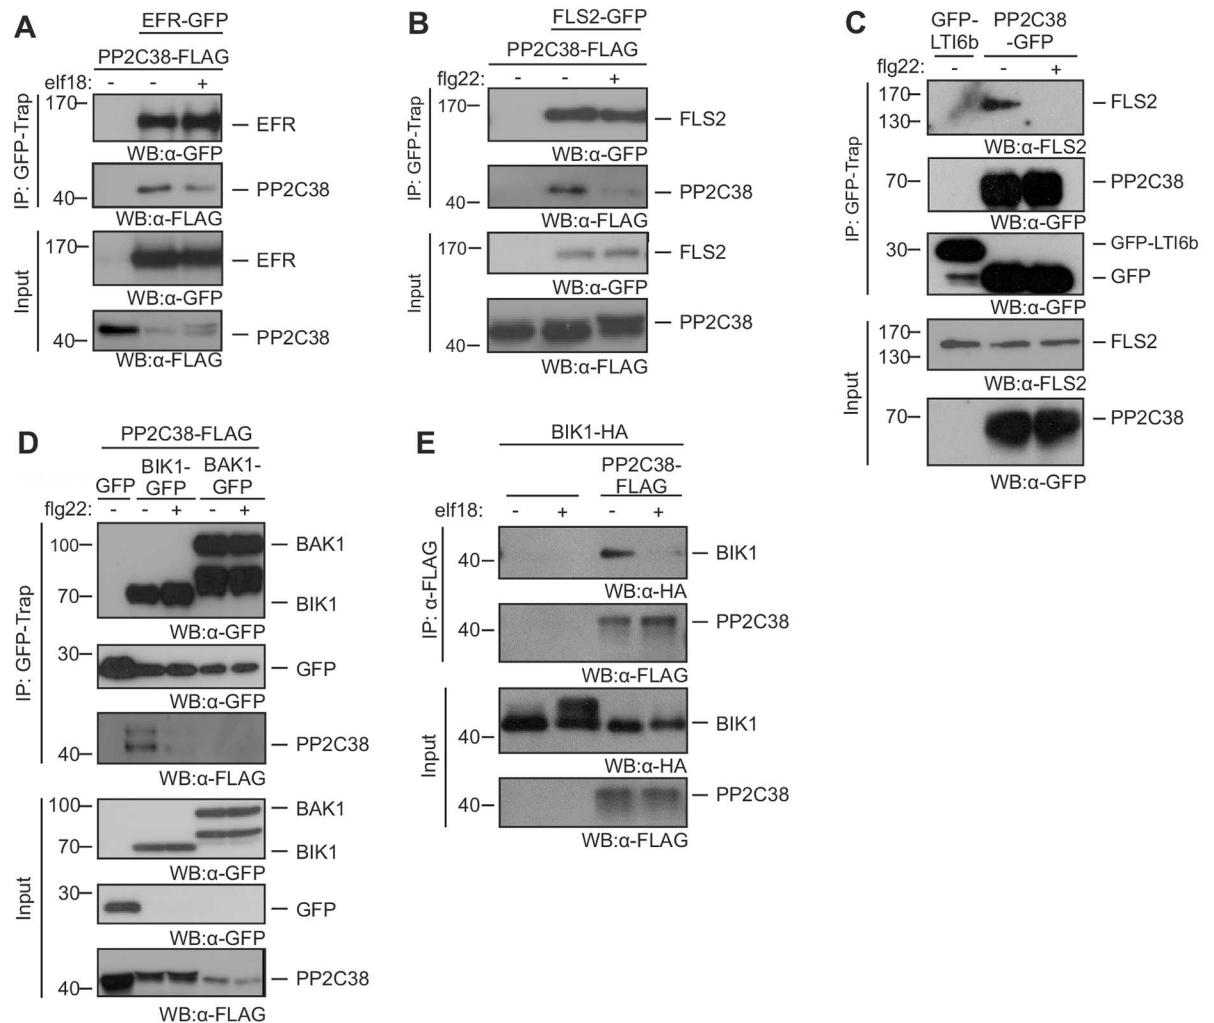 A
EFR-GFP
PP2C38-FLAG
elf18: - - +
IP: GFP-Trap
170
EFR
WB:α-GFP
40
PP2C38
WB:α-FLAG
Input
170
EFR
WB:α-GFP
40
PP2C38
WB:α-FLAG
B
FLS2-GFP
PP2C38-FLAG
flg22: - - +
IP: GFP-Trap
170
FLS2
WB:α-GFP
40
PP2C38
WB:α-FLAG
Input
170
FLS2
WB:α-GFP
40
PP2C38
WB:α-FLAG
C
GFP-
LTI6b
PP2C38
-GFP
flg22: - - +
IP: GFP-Trap
170
130
FLS2
WB:α-FLS2
70
PP2C38
WB:α-GFP
30
GFP-LTI6b
GFP
WB:α-GFP
Input
170
130
FLS2
WB:α-FLS2
70
PP2C38
WB:α-GFP
D
PP2C38-FLAG
GFP
BIK1-
GFP
BAK1-
GFP
flg22: - - + - +
IP: GFP-Trap
100
BAK1
70
BIK1
WB:α-GFP
30
GFP
WB:α-GFP
40
PP2C38
WB:α-FLAG
Input
100
BAK1
70
BIK1
WB:α-GFP
30
GFP
WB:α-GFP
40
PP2C38
WB:α-FLAG
E
BIK1-HA
PP2C38-
FLAG
elf18: - + - +
IP: α-FLAG
40
BIK1
WB:α-HA
40
PP2C38
WB:α-FLAG
Input
40
BIK1
WB:α-HA
40
PP2C38
WB:α-FLAG